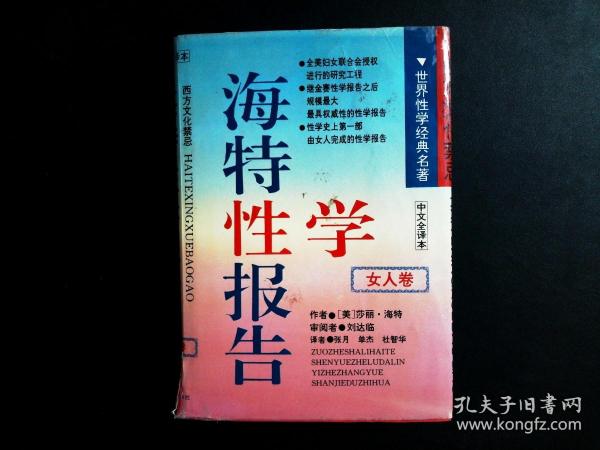 ▼世界性学经典名著
中文全译本
●全美妇女联合会授权
进行的研究工程
●继金赛性学报告之后
规模最大
最具权威性的性学报告
●性学史上第一部
由女人完成的性学报告
海特性学报告
女人卷
作者●[美]莎丽·海特
审阅者●刘达临
译者●张月 单杰 杜智华
ZUOZHESHALIHAITE
SHENYUEZHELUDALIN
YIZHEZHANGYUE
SHANJIEDUZHIHUA
译本
西方文化禁忌
HAITEXINGXUEBAOGAO
孔夫子旧书网
www.kongfz.com